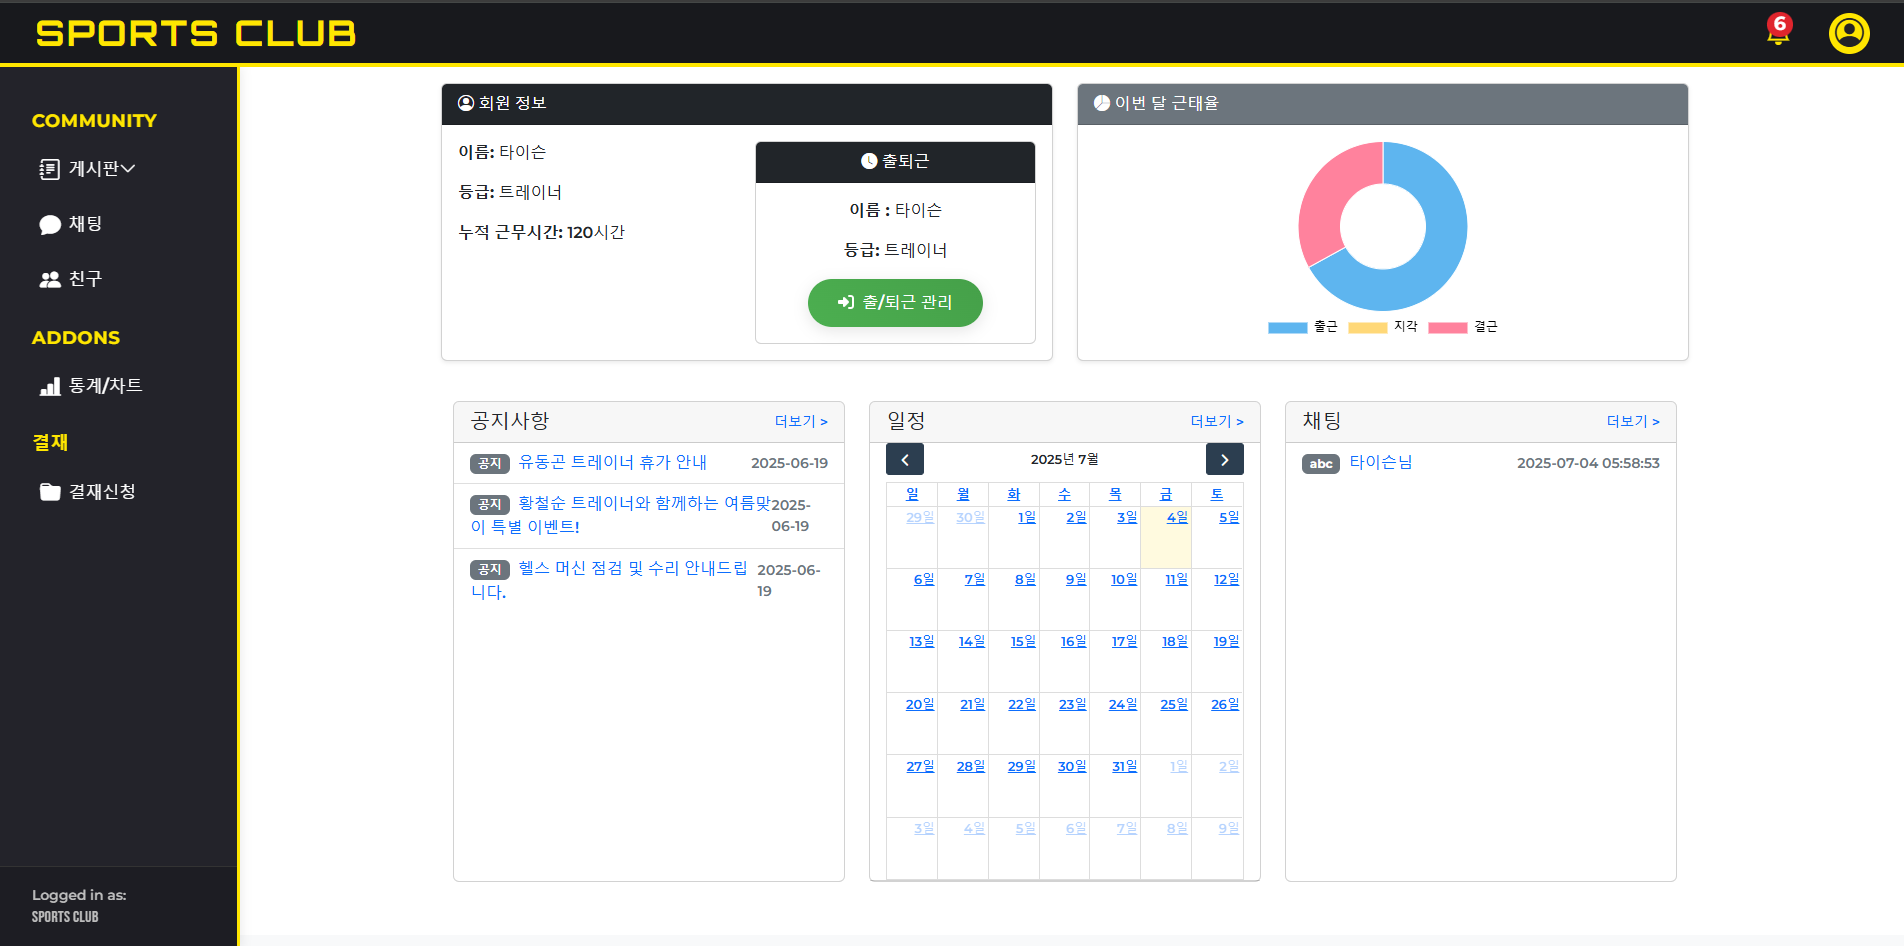 SPORTS CLUB
6
COMMUNITY
게시판
채팅
친구
ADDONS
통계/차트
결재
결재신청
Logged in as:
SPORTS CLUB
회원 정보
이름: 타이슨
등급: 트레이너
누적 근무시간: 120시간
출퇴근
이름 : 타이슨
등급: 트레이너
출/퇴근 관리
이번 달 근태율
출근 지각 결근
공지사항 더보기 >
공지 유동곤 트레이너 휴가 안내 2025-06-19
공지 황철순 트레이너와 함께하는 여름맞 2025-
이 특별 이벤트! 06-19
공지 헬스 머신 점검 및 수리 안내드립 2025-06-
니다. 19
일정 더보기 >
2025년 7월
일 월 화 수 목 금 토
29일 30일 1일 2일 3일 4일 5일
6일 7일 8일 9일 10일 11일 12일
13일 14일 15일 16일 17일 18일 19일
20일 21일 22일 23일 24일 25일 26일
27일 28일 29일 30일 31일 1일 2일
3일 4일 5일 6일 7일 8일 9일
채팅 더보기 >
abc 타이슨님 2025-07-04 05:58:53